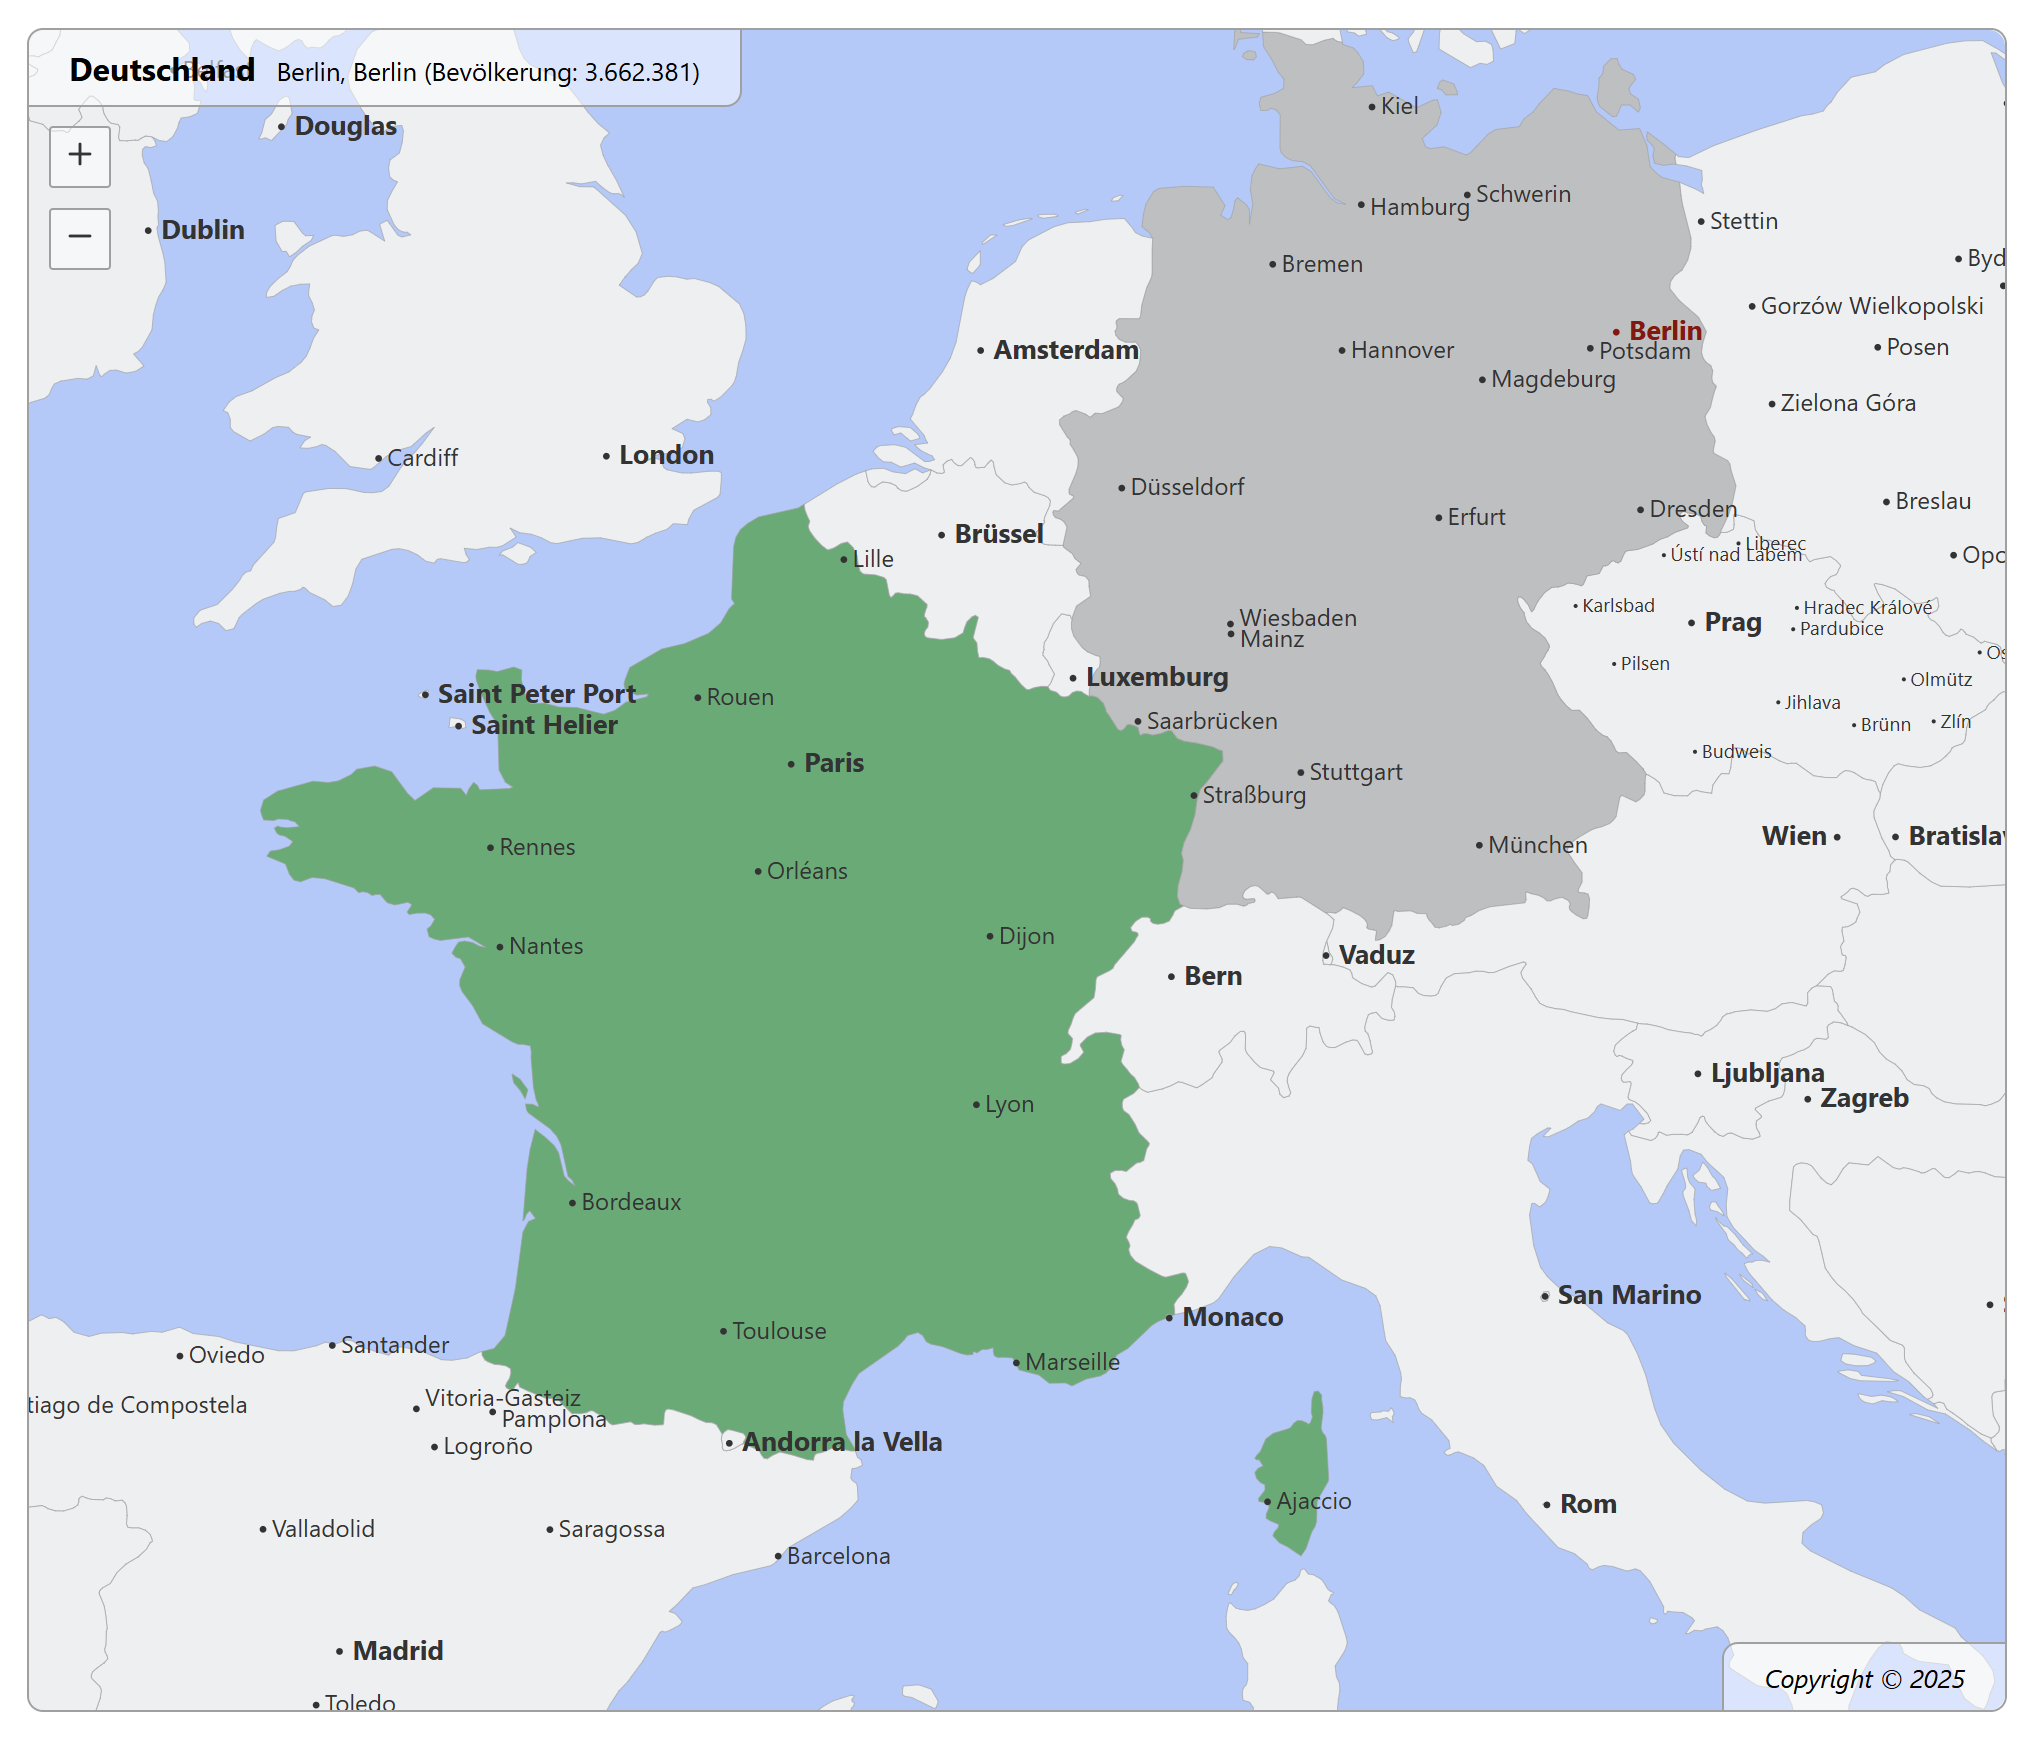 Deutschland Berlin, Berlin (Bevölkerung: 3.662.381)
Kiel
Douglas
+
Schwerin
Hamburg
Stettin
Dublin
−
Bremen
Gorzów Wielkopolski
Berlin
Amsterdam
Hannover
Potsdam
Posen
Magdeburg
Zielona Góra
Cardiff
London
Düsseldorf
Breslau
Dresden
Erfurt
Brüssel
Liberec
Ústí nad Labem
Lille
Karlsbad
Hradec Králové
Wiesbaden
Prag
Pardubice
Mainz
Pilsen
Luxemburg
Olmütz
Saint Peter Port
Rouen
Jihlava
Saint Helier
Saarbrücken
Brünn
Zlín
Budweis
Paris
Stuttgart
Straßburg
Wien
Rennes
München
Orléans
Dijon
Nantes
Vaduz
Bern
Ljubljana
Zagreb
Lyon
Bordeaux
San Marino
Monaco
Toulouse
Santander
Oviedo
Marseille
Vitoria-Gasteiz
tiago de Compostela
Pamplona
Andorra la Vella
Logroño
Ajaccio
Rom
Valladolid
Saragossa
Barcelona
Madrid
Copyright © 2025
Toledo